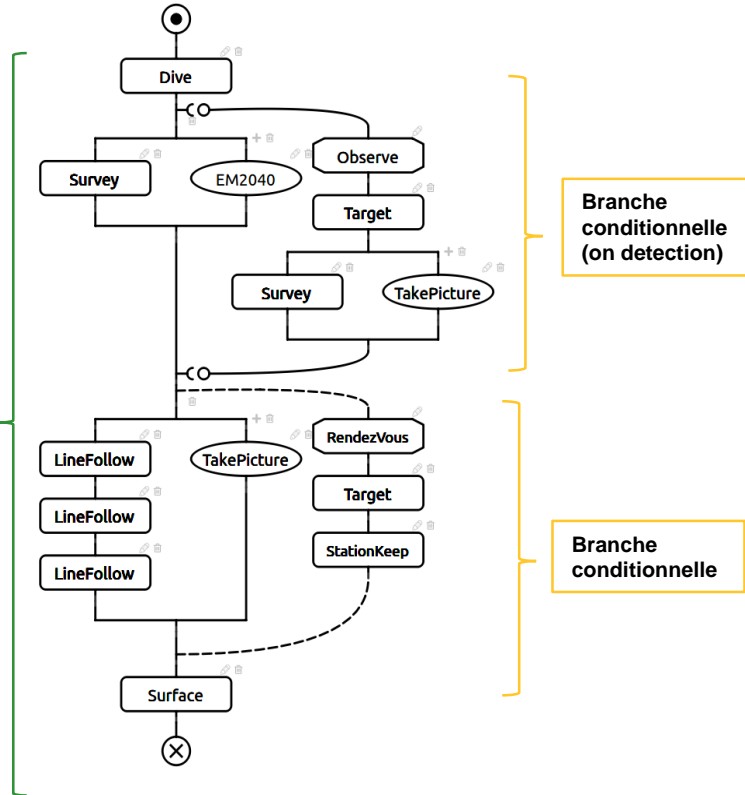 Dive
Observe
Survey
EM2040
Target
Survey
TakePicture
Branche
conditionnelle
(on detection)
LineFollow
TakePicture
RendezVous
LineFollow
Target
LineFollow
StationKeep
Branche
conditionnelle
Surface